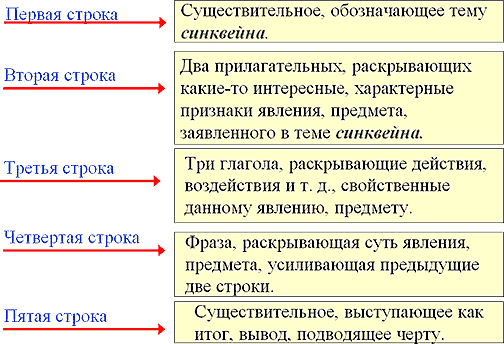 Первая строка
Существительное, обозначающее тему
синквейна.
Вторая строка
Два прилагательных, раскрывающих
какие-то интересные, характерные
признаки явления, предмета,
заявленного в теме синквейна.
Третья строка
Три глагола, раскрывающие действия,
воздействия и т. д., свойственные
данному явлению, предмету.
Четвертая строка
Фраза, раскрывающая суть явления,
предмета, усиливающая предыдущие
две строки.
Пятая строка
Существительное, выступающее как
итог, вывод, подводящее черту.